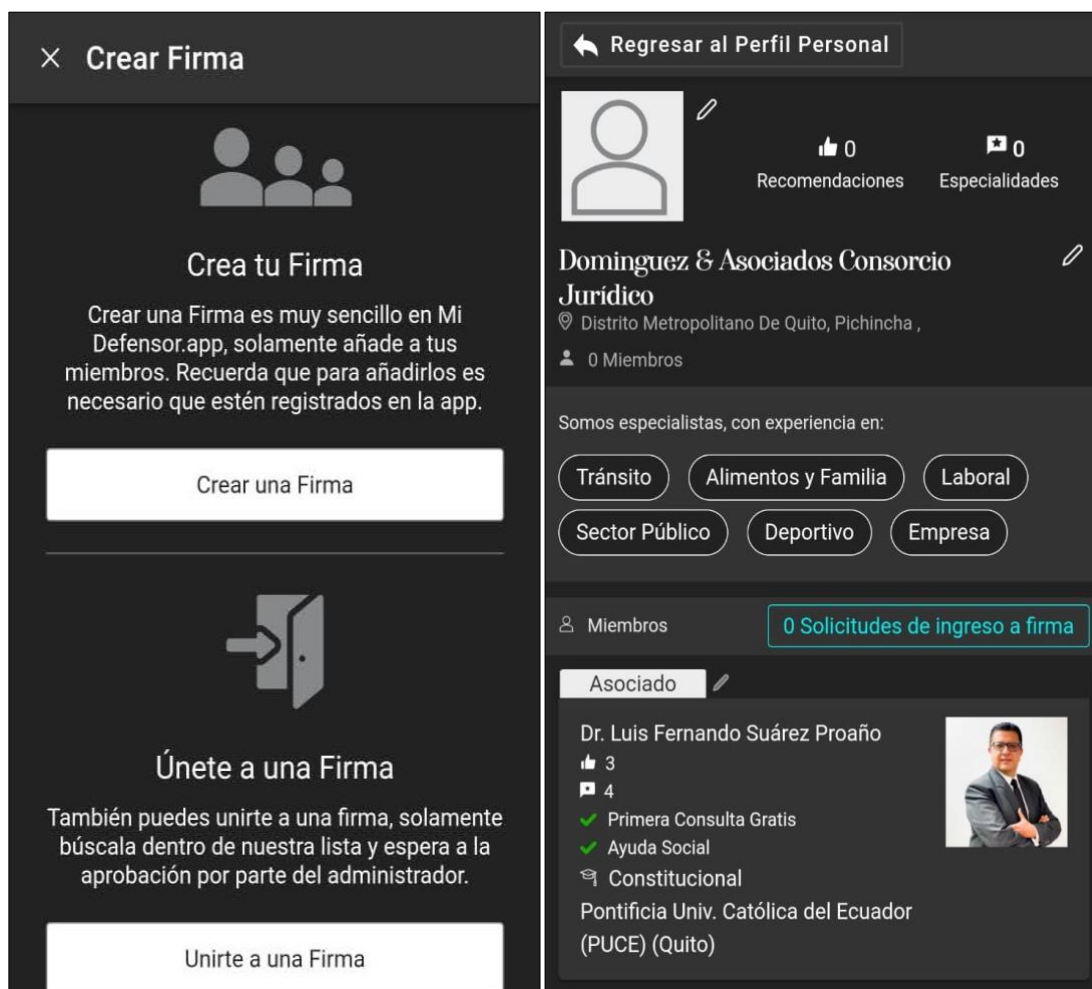 Crear Firma
Crea tu Firma
Crear una Firma es muy sencillo en Mi
Defensor.app, solamente añade a tus
miembros. Recuerda que para añadirlos es
necesario que estén registrados en la app.
Crear una Firma
Únete a una Firma
También puedes unirte a una firma, solamente
búscala dentro de nuestra lista y espera a la
aprobación por parte del administrador.
Unirte a una Firma
Regresar al Perfil Personal
0 0
Recomendaciones Especialidades
Dominguez & Asociados Consorcio
Jurídico
Distrito Metropolitano De Quito, Pichincha ,
0 Miembros
Somos especialistas, con experiencia en:
Tránsito Alimentos y Familia Laboral
Sector Público Deportivo Empresa
Miembros 0 Solicitudes de ingreso a firma
Asociado
Dr. Luis Fernando Suárez Proaño
3
4
Primera Consulta Gratis
Ayuda Social
Constitucional
Pontificia Univ. Católica del Ecuador
(PUCE) (Quito)